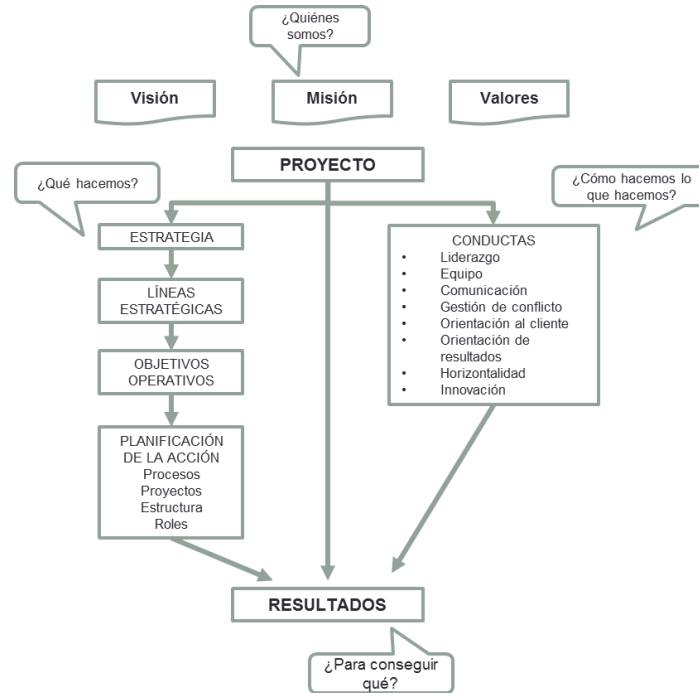 ¿Quiénes
somos?
Visión
Misión
Valores
PROYECTO
¿Qué hacemos?
¿Cómo hacemos lo
que hacemos?
ESTRATEGIA
LÍNEAS
ESTRATÉGICAS
OBJETIVOS
OPERATIVOS
PLANIFICACIÓN
DE LA ACCIÓN
Procesos
Proyectos
Estructura
Roles
CONDUCTAS
• Liderazgo
• Equipo
• Comunicación
• Gestión de conflicto
• Orientación al cliente
• Orientación de
resultados
• Horizontalidad
• Innovación
RESULTADOS
¿Para conseguir
qué?